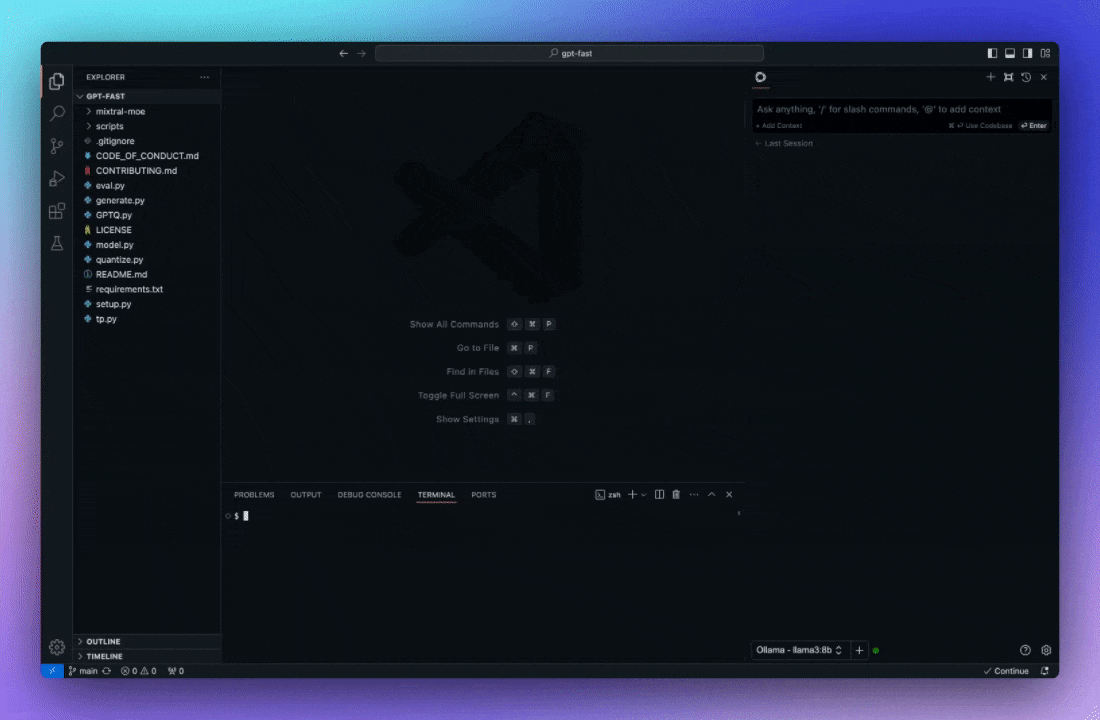 gpt-fast
EXPLORER
GPT-FAST
mixtral-moe
scripts
.gitignore
CODE_OF_CONDUCT.md
CONTRIBUTING.md
eval.py
generate.py
GPTQ.py
LICENSE
model.py
quantize.py
README.md
requirements.txt
setup.py
tp.py
OUTLINE
TIMELINE
Show All Commands ⇧ ⌘ P
Go to File ⌘ P
Find in Files ⇧ ⌘ F
Toggle Full Screen ^ ⌘ F
Show Settings ⌘ ,
PROBLEMS OUTPUT DEBUG CONSOLE TERMINAL PORTS zsh
$
Ask anything, '/' for slash commands, '@' to add context
+ Add Context ⌘ ⏎ Use Codebase ⏎ Enter
← Last Session
Ollama - llama3:8b +
main 0 0 0 Continue